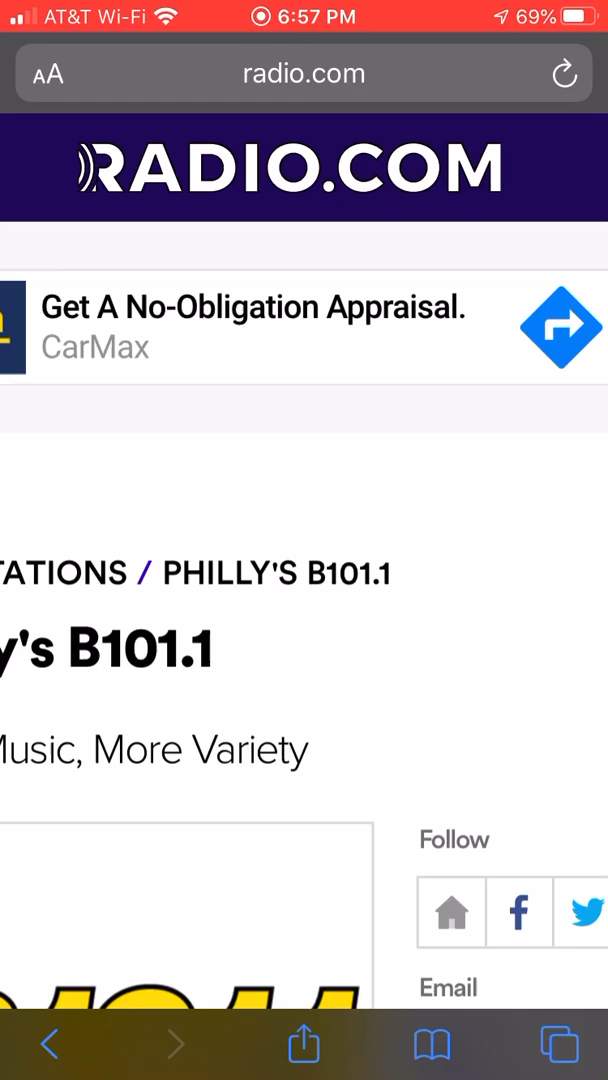 AT&T Wi-Fi 6:57 PM 69%
AA radio.com
RADIO.COM
Get A No-Obligation Appraisal.
CarMax
TATIONS / PHILLY'S B101.1
y's B101.1
Music, More Variety
Follow
Email